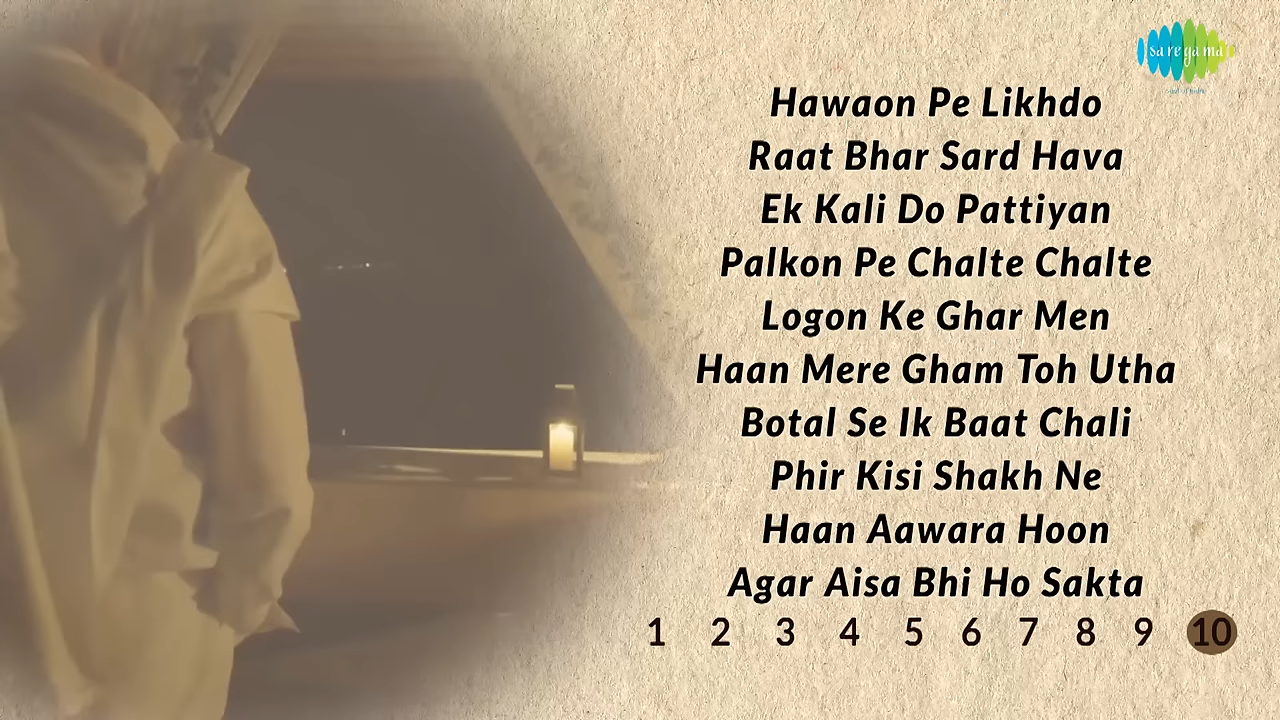 sa re ga ma
Hawaon Pe Likhdo
Raat Bhar Sard Hava
Ek Kali Do Pattiyan
Palkon Pe Chalte Chalte
Logon Ke Ghar Men
Haan Mere Gham Toh Utha
Botal Se Ik Baat Chali
Phir Kisi Shakh Ne
Haan Aawara Hoon
Agar Aisa Bhi Ho Sakta
1 2 3 4 5 6 7 8 9 10